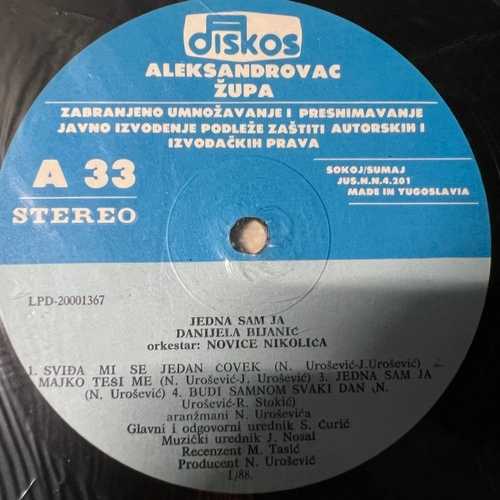 diskos
ALEKSANDROVAC
ŽUPA
ZABRANJENO UMNOŽAVANJE I PRESNIMAVANJE
JAVNO IZVOĐENJE PODLEŽE ZAŠTITI AUTORSKIH I
IZVOĐAČKIH PRAVA
A 33
STEREO
SOKOJ/SUMAJ
JUS.N.N.4.201
MADE IN YUGOSLAVIA
LPD-20001367
JEDNA SAM JA
DANIJELA BIJANIĆ
orkestar: NOVICE NIKOLIĆA
1. SVIĐA MI SE JEDAN ČOVEK (N. Urošević-J.Urošević) 2.
MAJKO TEŠI ME (N. Urošević-J. Urošević) 3. JEDNA SAM JA
(N. Urošević) 4. BUDI SAMNOM SVAKI DAN (N.
Urošević-R. Stokić)
aranžmani N. Uroševića
Glavni i odgovorni urednik S. Ćurić
Muzički urednik J. Nosal
Recenzent M. Tasić
Producent N. Urošević
1/88.